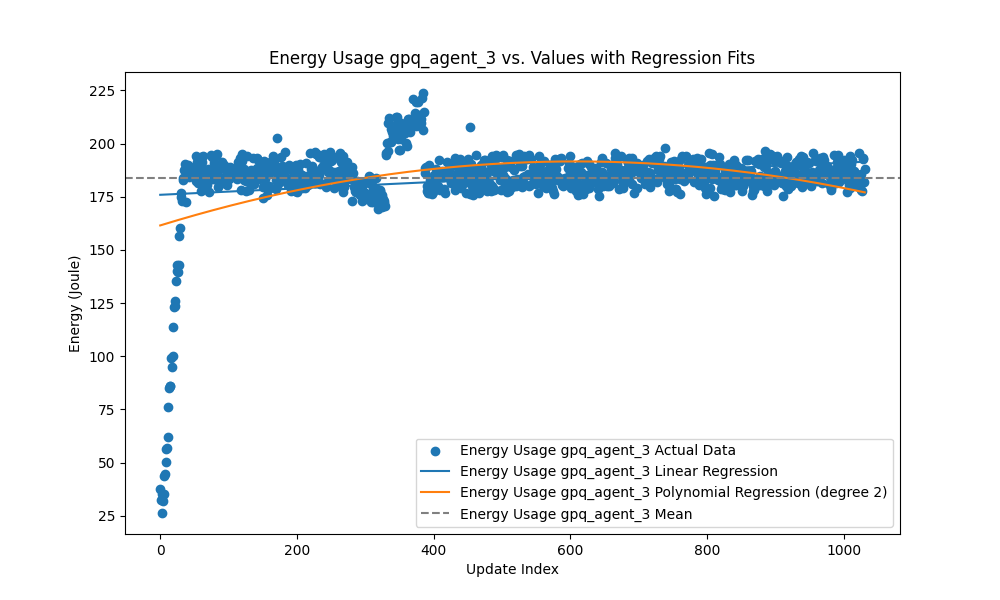 Energy Usage gpq_agent_3 vs. Values with Regression Fits
225
200
175
150
125
100
75
50
25
Energy (Joule)
0 200 400 600 800 1000
Update Index
Energy Usage gpq_agent_3 Actual Data
Energy Usage gpq_agent_3 Linear Regression
Energy Usage gpq_agent_3 Polynomial Regression (degree 2)
Energy Usage gpq_agent_3 Mean